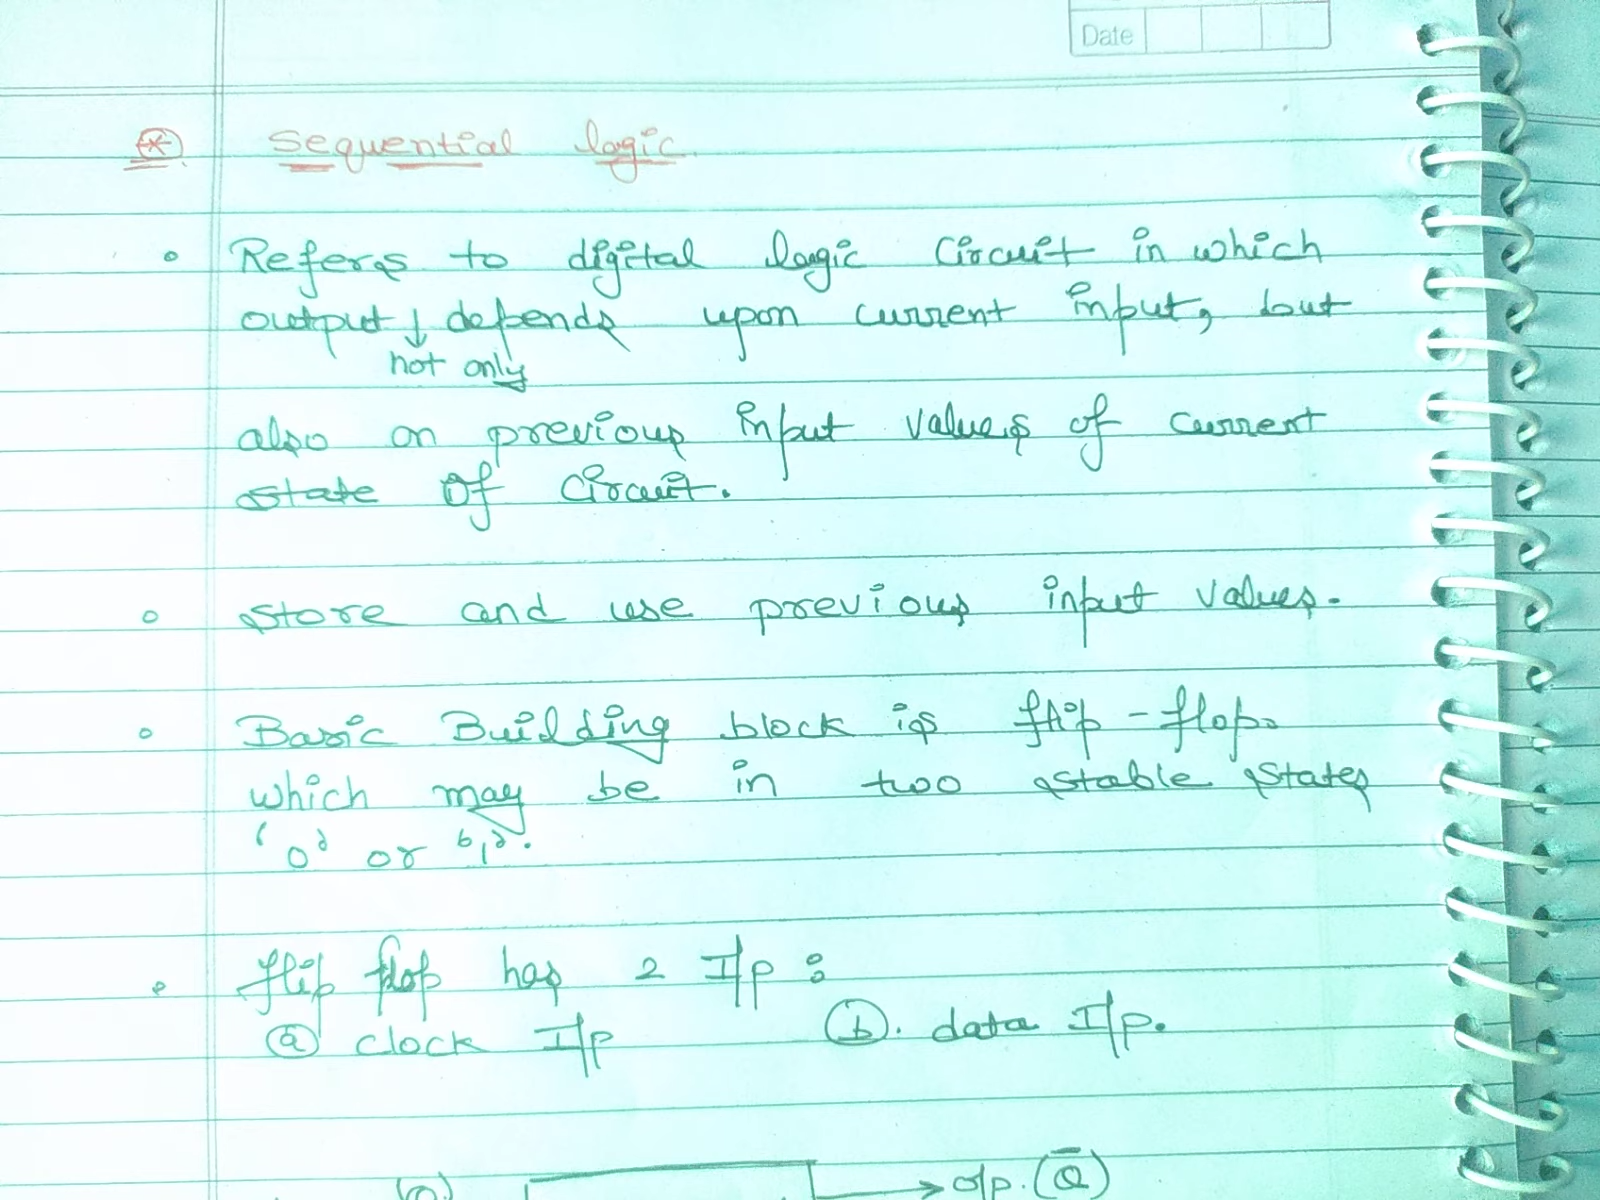 Date
* Sequential logic.
Refers to digital logic circuit in which
output ↓ depends upon current input, but
not only
also on previous input values of current
state of circuit.
store and use previous input values.
Basic Building block is flip-flop.
which may be in two stable states
'0' or '1'.
flip flop has 2 I/p :
(a) clock I/p (b). data I/p.
(a) → o/p. (Q̅)